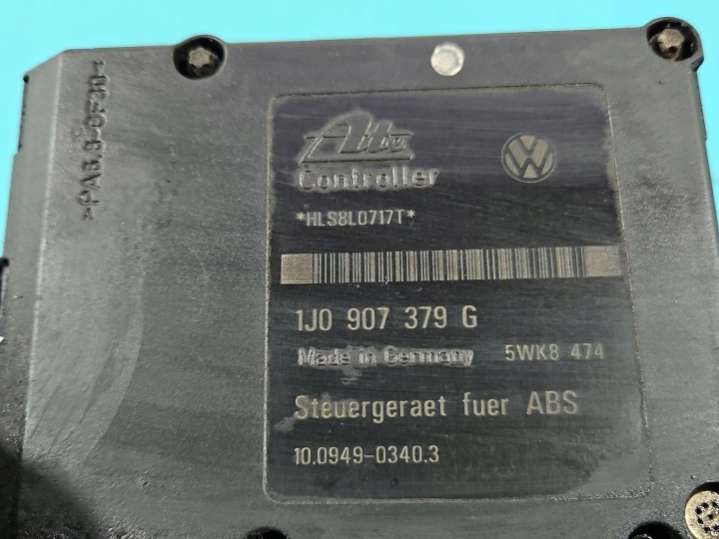 >PA6.6-GF30<
Ate
Controller
*HLS8L0717T*
1J0 907 379 G
Made in Germany 5WK8 474
Steuergeraet fuer ABS
10.0949-0340.3